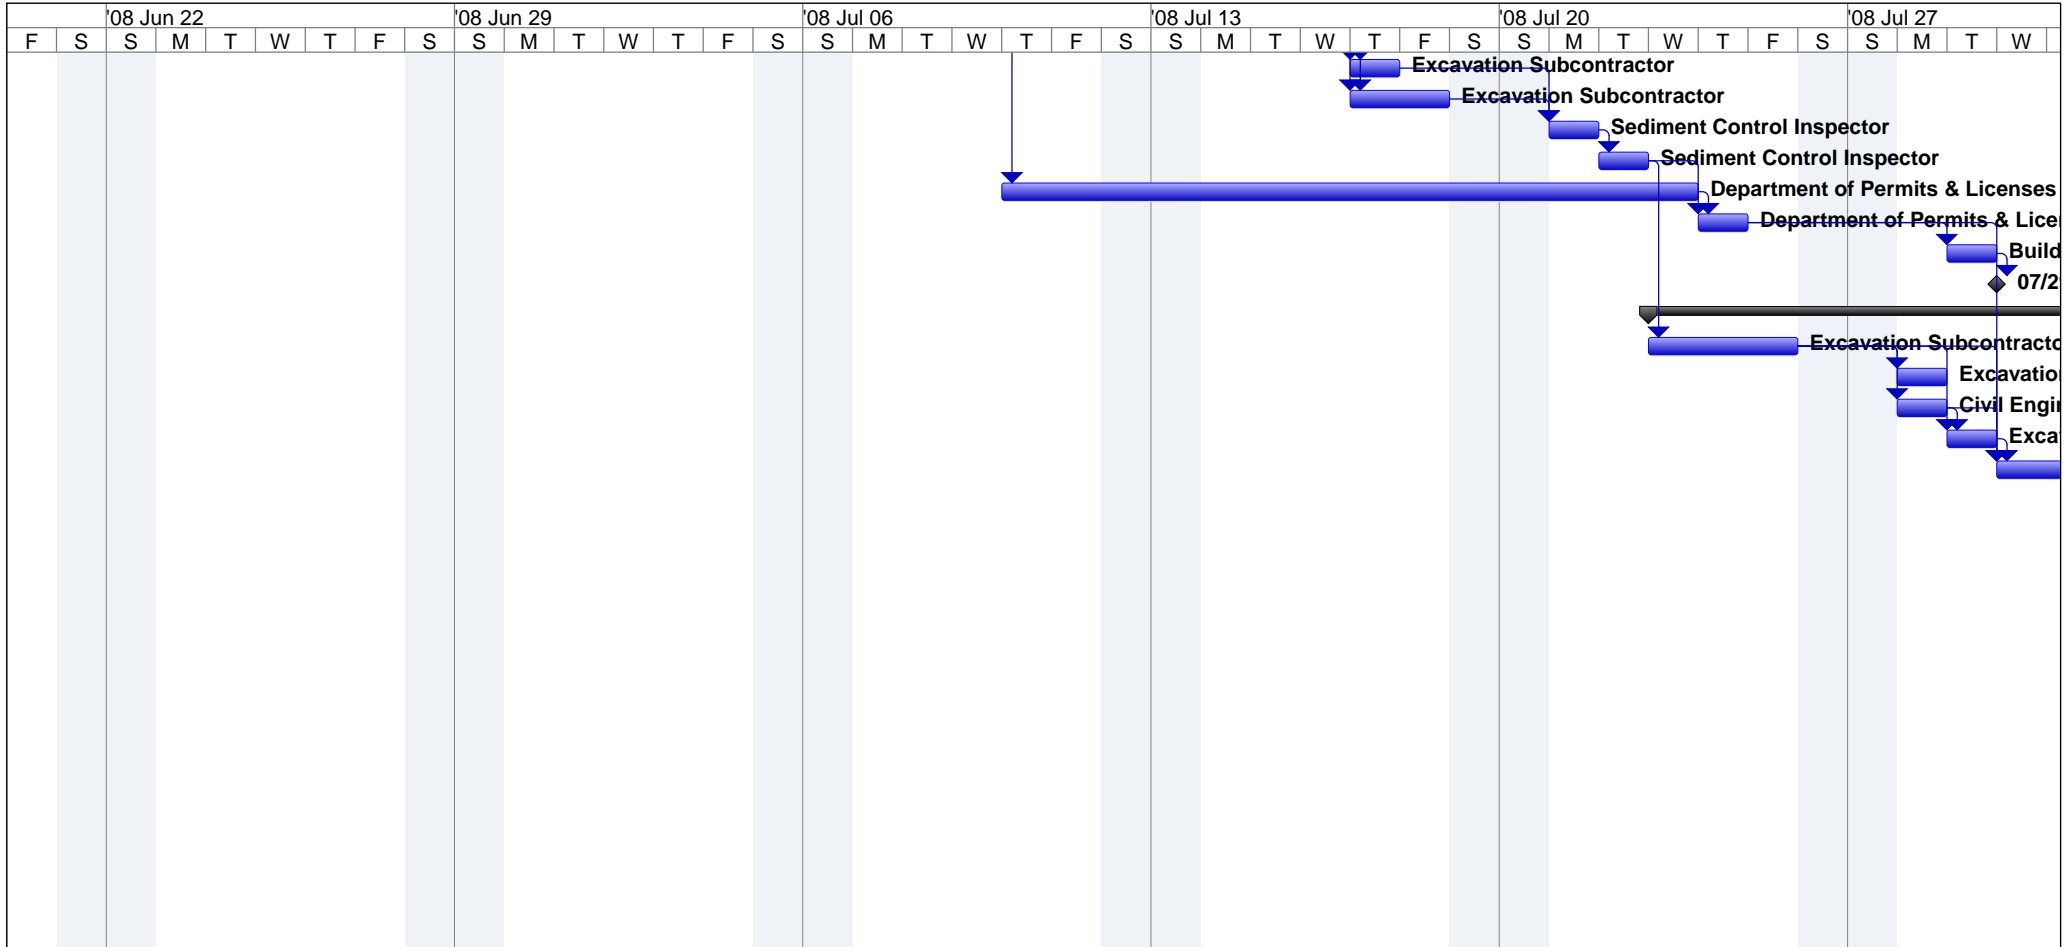 '08 Jun 22 '08 Jun 29 '08 Jul 06 '08 Jul 13 '08 Jul 20 '08 Jul 27
F S S M T W T F S S M T W T F S S M T W T F S S M T W T F S S M T W T F S S M T W
Excavation Subcontractor
Excavation Subcontractor
Sediment Control Inspector
Sediment Control Inspector
Department of Permits & Licenses
Department of Permits & Lice
Build
07/2
Excavation Subcontracto
Excavatio
Civil Engi
Exca